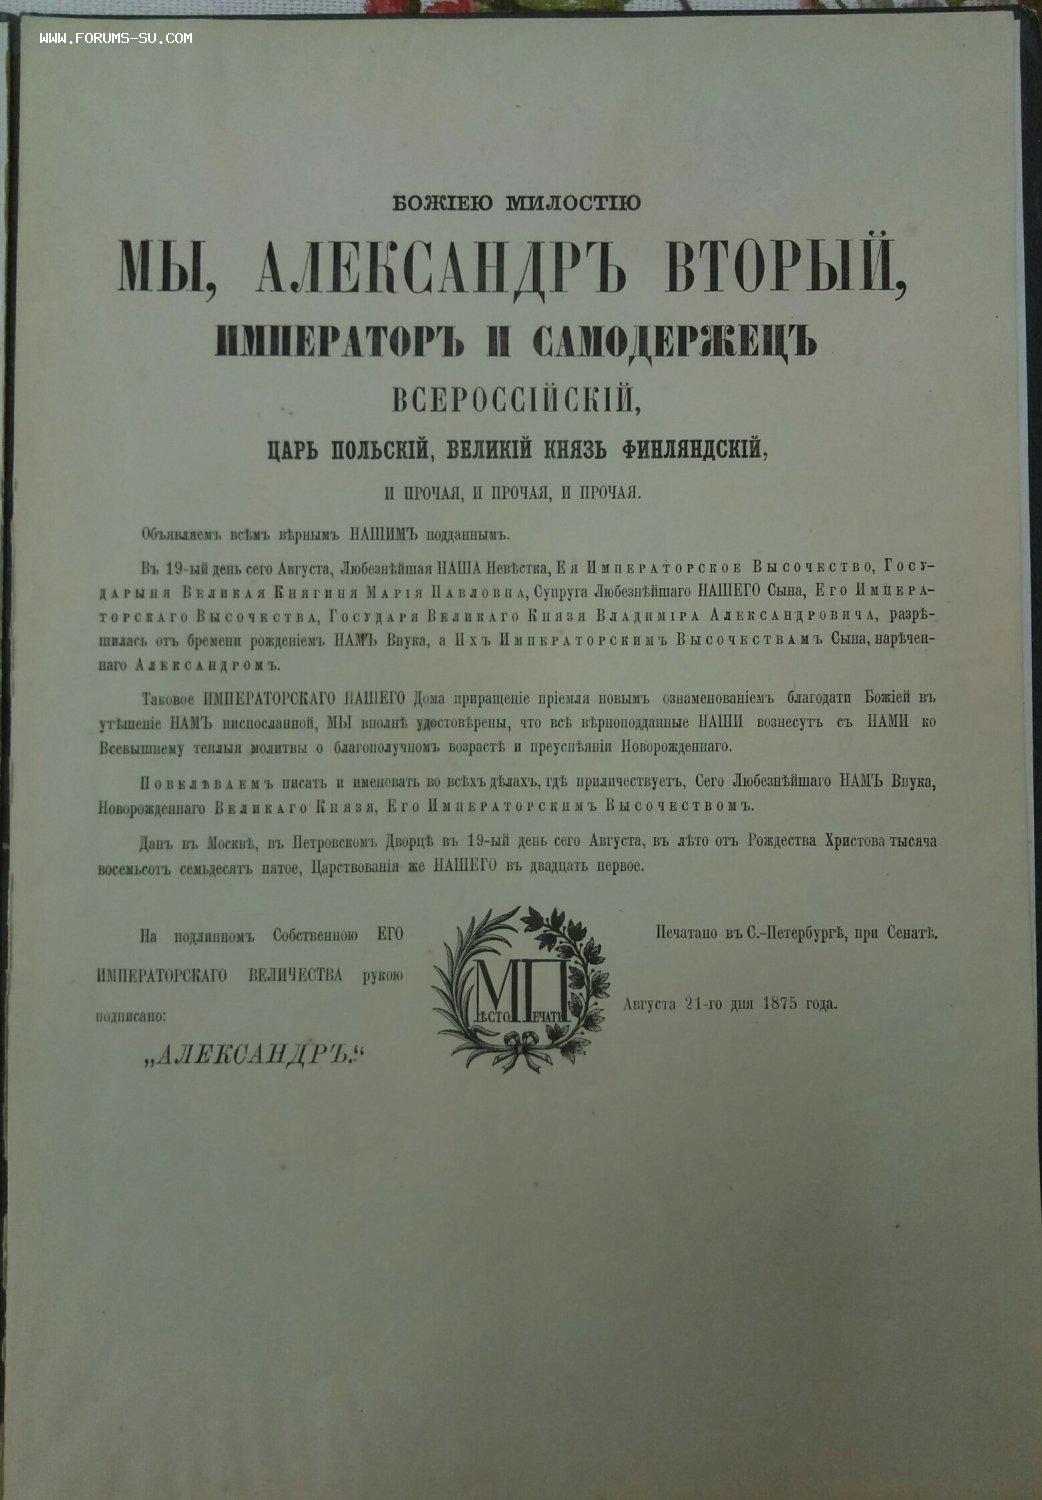 WWW.FORUMS-SU.COM
БОЖІЕЮ МИЛОСТІЮ
МЫ, АЛЕКСАНДРЪ ВТОРЫЙ,
ИМПЕРАТОРЪ И САМОДЕРЖЕЦЪ
ВСЕРОССІЙСКІЙ,
ЦАРЬ ПОЛЬСКІЙ, ВЕЛИКІЙ КНЯЗЬ ФИНЛЯНДСКІЙ,
И ПРОЧАЯ, И ПРОЧАЯ, И ПРОЧАЯ.
Объявляемъ всѣмъ вѣрнымъ НАШИМЪ подданнымъ.
Въ 19-ый день сего Августа, Любезнѣйшая НАША Невѣстка, Ея Императорское Высочество, Госу-
дарыня Великая Княгиня Марія Павловна, Супруга Любезнѣйшаго НАШЕГО Сына, Его Импера-
торскаго Высочества, Государя Великаго Князя Владиміра Александровича, разрѣ-
шилась отъ бремени рожденіемъ НАМЪ Внука, а Ихъ Императорскимъ Высочествамъ Сына, нарѣчен-
наго Александромъ.
Таковое ИМПЕРАТОРСКАГО НАШЕГО Дома приращеніе пріемля новымъ ознаменованіемъ благодати Божіей въ
утѣшеніе НАМЪ ниспосланной, МЫ вполнѣ удостовѣрены, что всѣ вѣрноподданные НАШИ вознесутъ съ НАМИ ко
Всевышнему теплыя молитвы о благополучномъ возрастѣ и преуспѣяніи Новорожденнаго.
Повелѣваемъ писать и именовать во всѣхъ дѣлахъ, гдѣ приличествуетъ, Сего Любезнѣйшаго НАМЪ Внука,
Новорожденнаго Великаго Князя, Его Императорскимъ Высочествомъ.
Данъ въ Москвѣ, въ Петровскомъ Дворцѣ въ 19-ый день сего Августа, въ лѣто отъ Рождества Христова тысяча
восемьсотъ семьдесятъ пятое, Царствованія же НАШЕГО въ двадцать первое.
На подлинномъ Собственною ЕГО
ИМПЕРАТОРСКАГО ВЕЛИЧЕСТВА рукою
подписано:
„АЛЕКСАНДРЪ.“
МѢСТО ПЕЧАТИ
Печатано въ С.-Петербургѣ, при Сенатѣ.
Августа 21-го дня 1875 года.